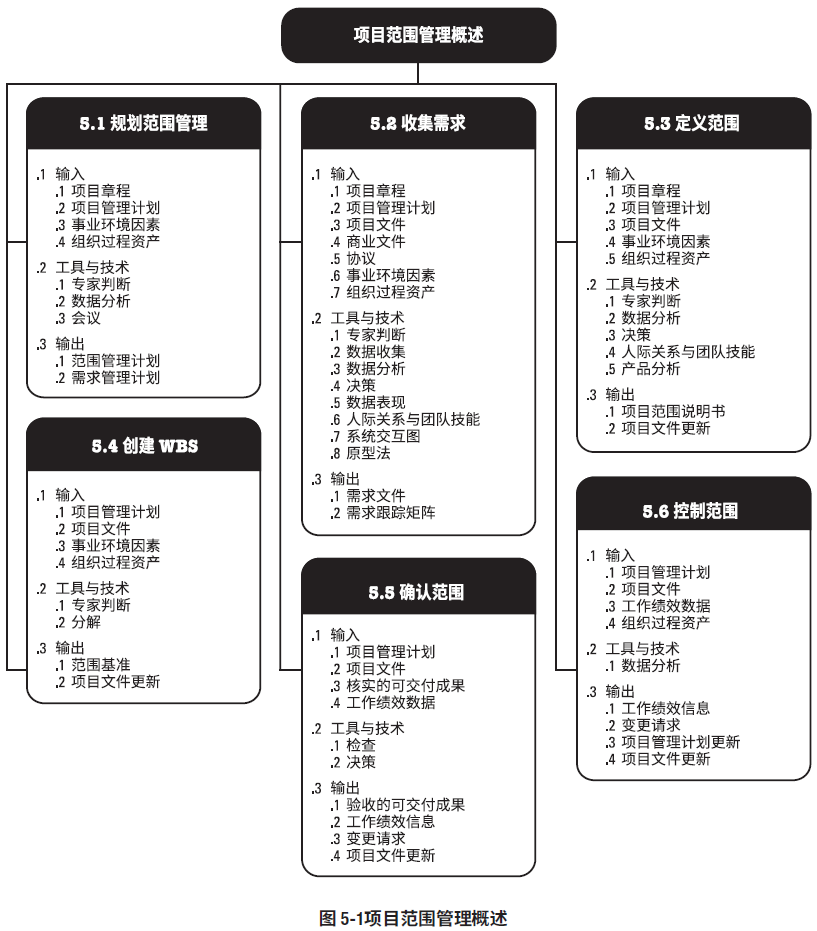 项目范围管理概述
5.1 规划范围管理
.1 输入
.1 项目章程
.2 项目管理计划
.3 事业环境因素
.4 组织过程资产
.2 工具与技术
.1 专家判断
.2 数据分析
.3 会议
.3 输出
.1 范围管理计划
.2 需求管理计划
5.2 收集需求
.1 输入
.1 项目章程
.2 项目管理计划
.3 项目文件
.4 商业文件
.5 协议
.6 事业环境因素
.7 组织过程资产
.2 工具与技术
.1 专家判断
.2 数据收集
.3 数据分析
.4 决策
.5 数据表现
.6 人际关系与团队技能
.7 系统交互图
.8 原型法
.3 输出
.1 需求文件
.2 需求跟踪矩阵
5.3 定义范围
.1 输入
.1 项目章程
.2 项目管理计划
.3 项目文件
.4 事业环境因素
.5 组织过程资产
.2 工具与技术
.1 专家判断
.2 数据分析
.3 决策
.4 人际关系与团队技能
.5 产品分析
.3 输出
.1 项目范围说明书
.2 项目文件更新
5.4 创建 WBS
.1 输入
.1 项目管理计划
.2 项目文件
.3 事业环境因素
.4 组织过程资产
.2 工具与技术
.1 专家判断
.2 分解
.3 输出
.1 范围基准
.2 项目文件更新
5.5 确认范围
.1 输入
.1 项目管理计划
.2 项目文件
.3 核实的可交付成果
.4 工作绩效数据
.2 工具与技术
.1 检查
.2 决策
.3 输出
.1 验收的可交付成果
.2 工作绩效信息
.3 变更请求
.4 项目文件更新
5.6 控制范围
.1 输入
.1 项目管理计划
.2 项目文件
.3 工作绩效数据
.4 组织过程资产
.2 工具与技术
.1 数据分析
.3 输出
.1 工作绩效信息
.2 变更请求
.3 项目管理计划更新
.4 项目文件更新
图 5-1项目范围管理概述